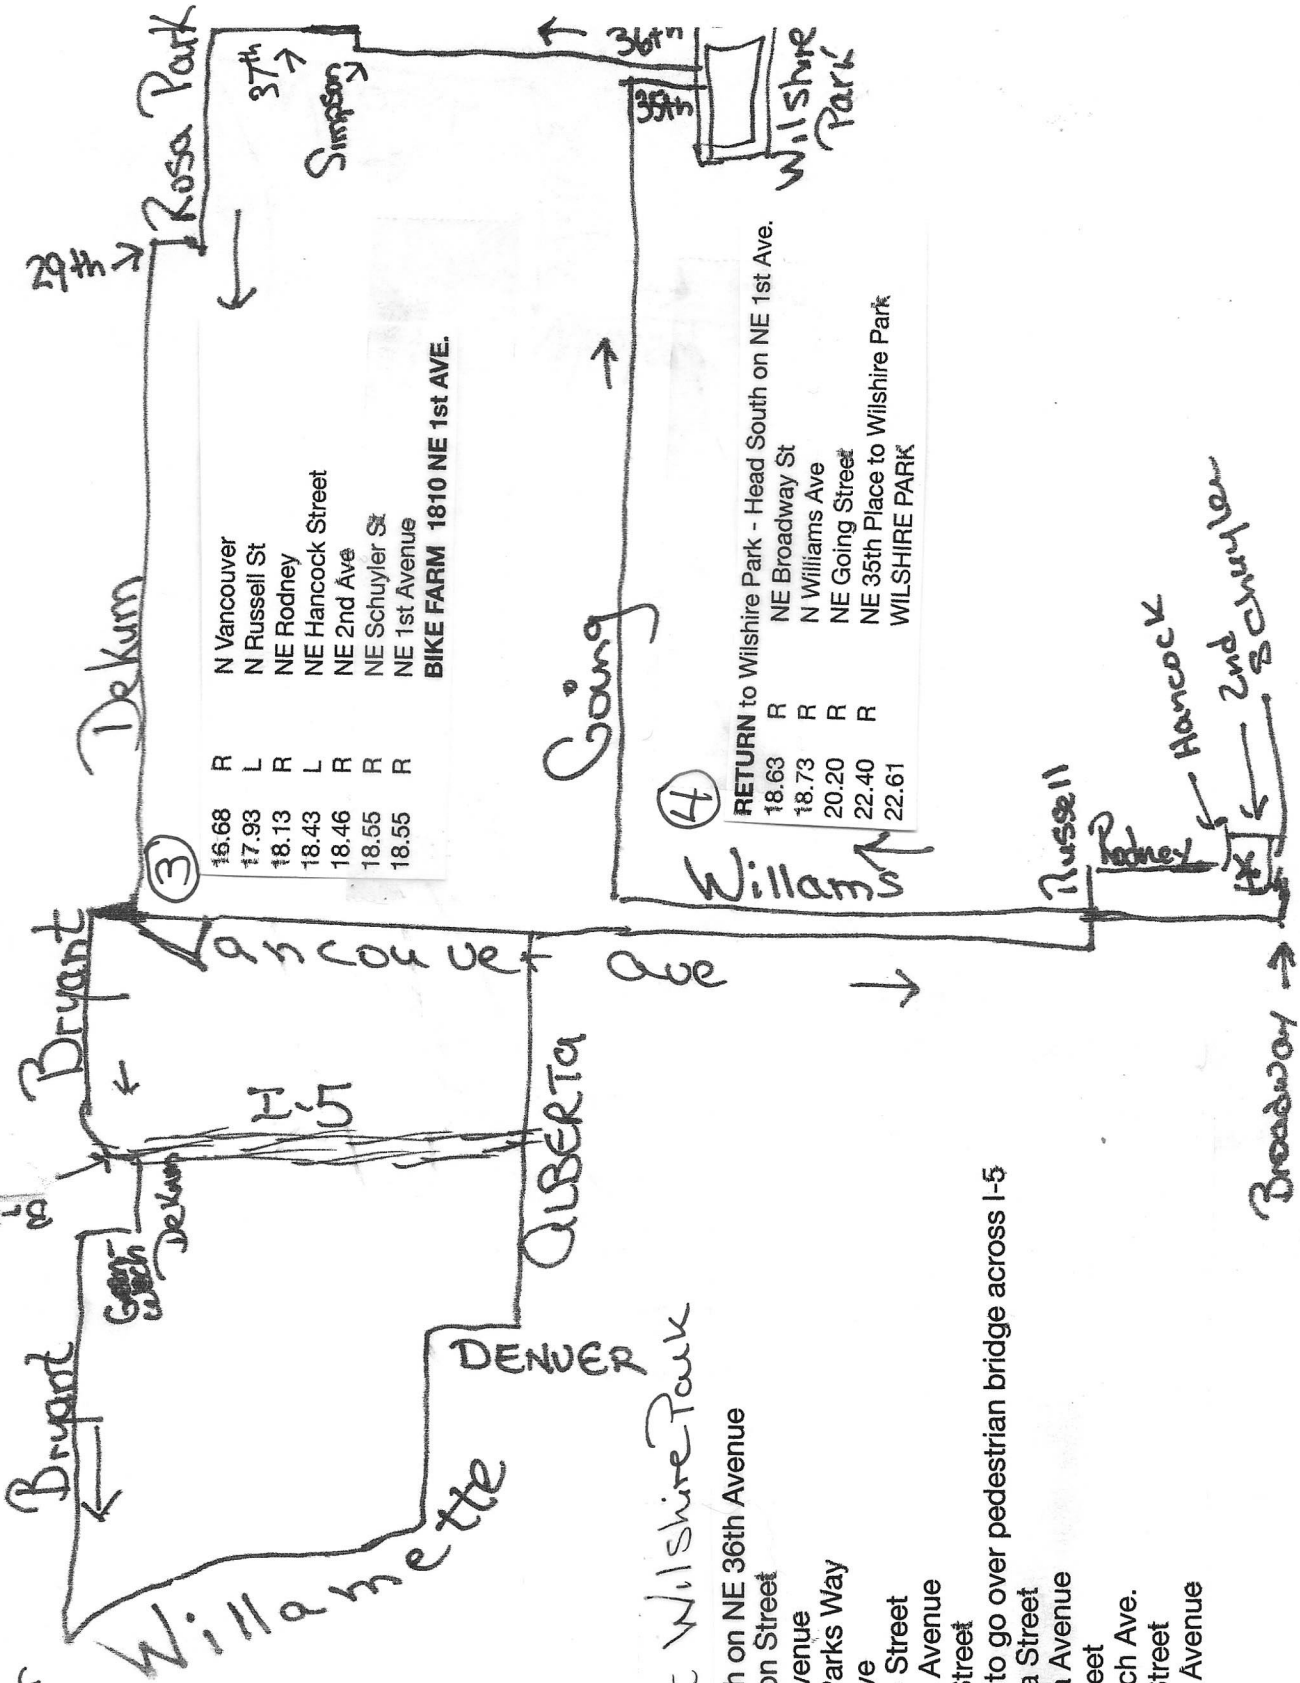 29th
Rosa Park
37th
Simpson
36th
35th
Wilshire
Park
Dekum
Bryant
Bryant
I-5
Dekum
Vancouver
Ave
ALBERTA
DENVER
Willamette
3
16.68 R N Vancouver
17.93 L N Russell St
18.13 R NE Rodney
18.43 L NE Hancock Street
18.46 R NE 2nd Ave
18.55 R NE Schuyler St
18.55 R NE 1st Avenue
BIKE FARM 1810 NE 1st AVE.
Going
4
RETURN to Wilshire Park - Head South on NE 1st Ave.
18.63 R NE Broadway St
18.73 R N Williams Ave
20.20 R NE Going Street
22.40 R NE 35th Place to Wilshire Park
22.61 WILSHIRE PARK
Willams
Russell
Rodney
Hancock
2nd
Schuyler
Broadway
Wilshire Park
on NE 36th Avenue
on Street
Parks Way
Street
Avenue
to go over pedestrian bridge across I-5
Street
Avenue
Ave.
Avenue